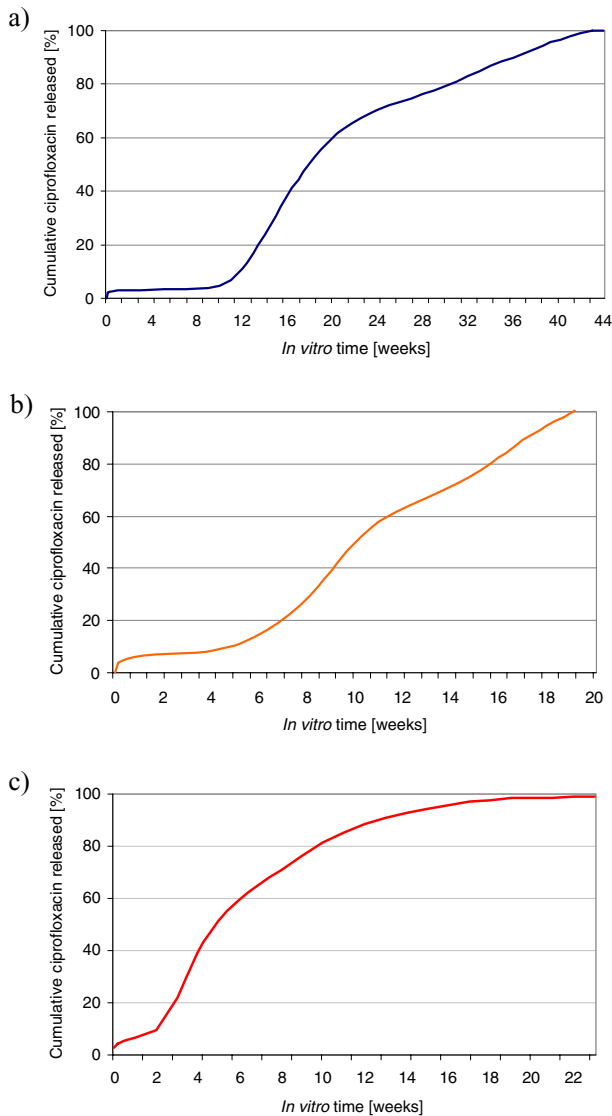 a)
Cumulative ciprofloxacin released [%]
100
80
60
40
20
0
0 4 8 12 16 20 24 28 32 36 40 44
In vitro time [weeks]
b)
Cumulative ciprofloxacin released [%]
100
80
60
40
20
0
0 2 4 6 8 10 12 14 16 18 20
In vitro time [weeks]
c)
Cumulative ciprofloxacin released [%]
100
80
60
40
20
0
0 2 4 6 10 12 14 16 18 20 22
In vitro time [weeks]